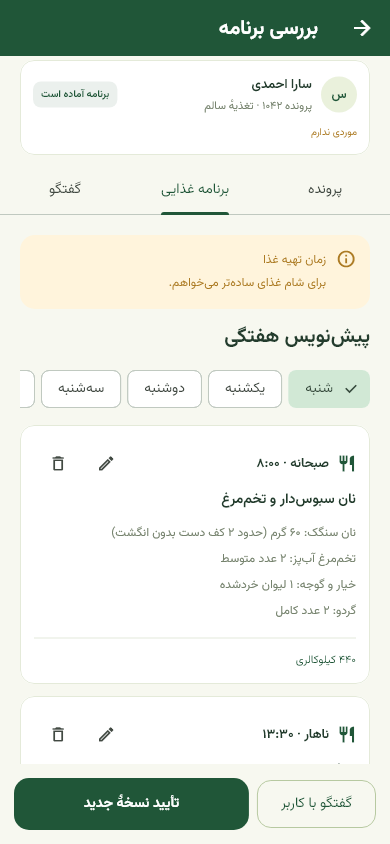 بررسی برنامه
س
سارا احمدی
پرونده ۱۰۴۲ · تغذیهٔ سالم
برنامه آماده است
موردی ندارم
پرونده
برنامه غذایی
گفتگو
زمان تهیه غذا
برای شام غذای ساده‌تر می‌خواهم.
پیش‌نویس هفتگی
شنبه
یکشنبه
دوشنبه
سه‌شنبه
صبحانه · ۸:۰۰
نان سبوس‌دار و تخم‌مرغ
نان سنگک: ۶۰ گرم (حدود ۲ کف دست بدون انگشت)
تخم‌مرغ آب‌پز: ۲ عدد متوسط
خیار و گوجه: ۱ لیوان خردشده
گردو: ۲ عدد کامل
۴۴۰ کیلوکالری
ناهار · ۱۳:۳۰
گفتگو با کاربر
تأیید نسخهٔ جدید